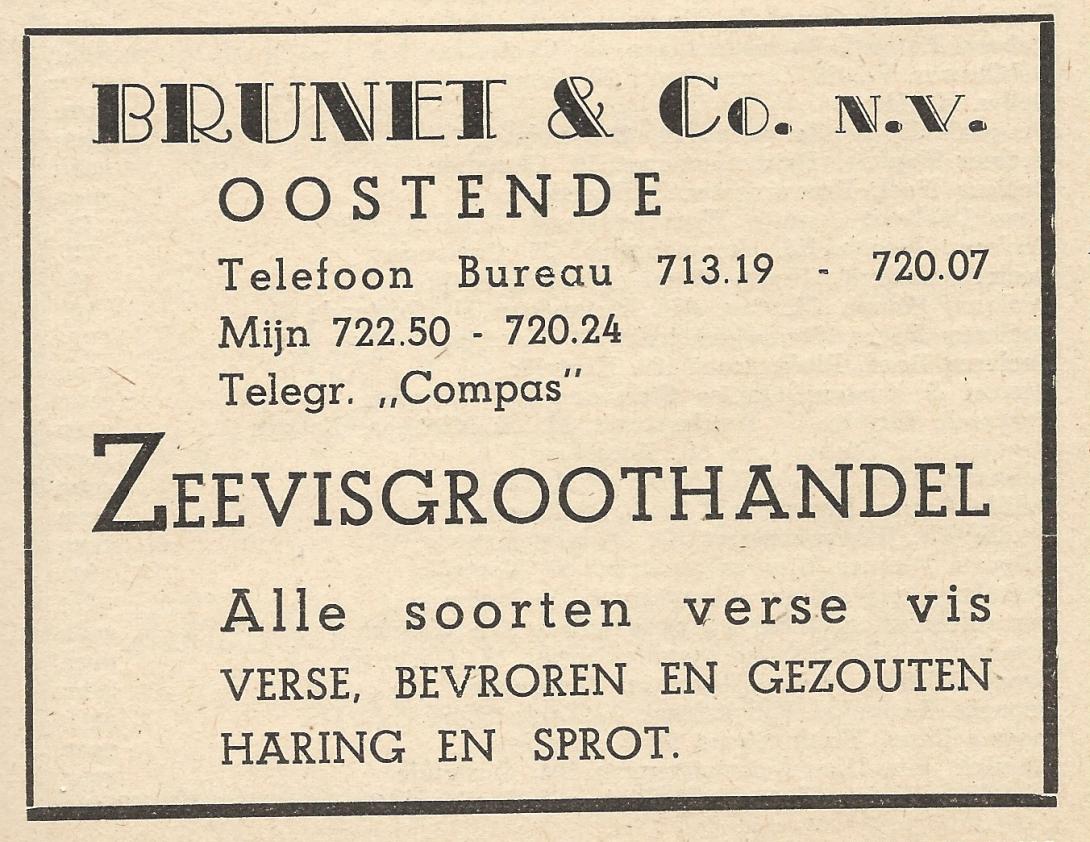 BRUNET & Co. N.V.
OOSTENDE
Telefoon Bureau 713.19 - 720.07
Mijn 722.50 - 720.24
Telegr. „Compas”
ZEEVISGROOTHANDEL
Alle soorten verse vis
VERSE, BEVROREN EN GEZOUTEN
HARING EN SPROT.